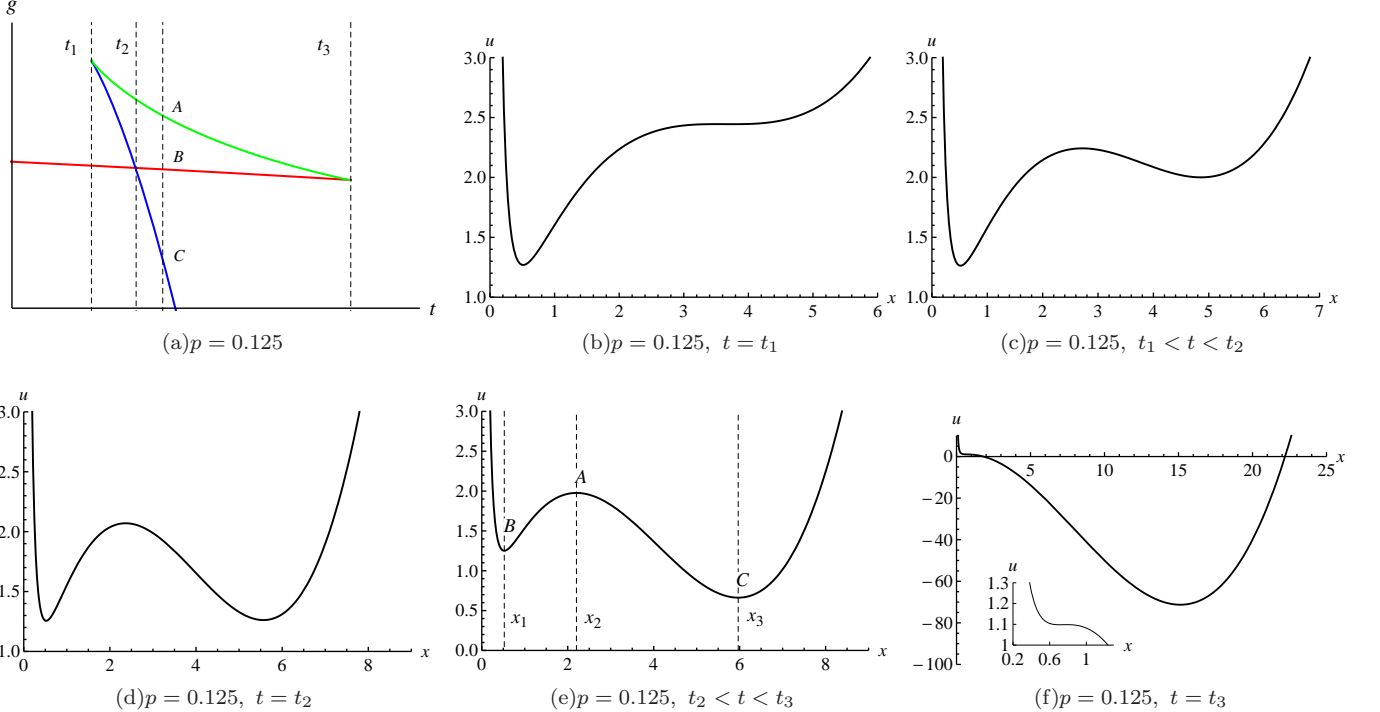 g
t1 t2 t3
A
B
C
t
(a)p = 0.125
u
3.0
2.5
2.0
1.5
1.0
0 1 2 3 4 5 6 x
(b)p = 0.125, t = t1
u
3.0
2.5
2.0
1.5
1.0
0 1 2 3 4 5 6 7 x
(c)p = 0.125, t1 < t < t2
u
3.0
2.5
2.0
1.5
1.0
0 2 4 6 8 x
(d)p = 0.125, t = t2
u
3.0
2.5
2.0
1.5
1.0
0.5
0.0
A
B
C
x1 x2 x3
0 2 4 6 8 x
(e)p = 0.125, t2 < t < t3
u
0
5 10 15 20 25 x
−20
−40
−60
−80
−100
u
1.3
1.2
1.1
1
0.2 0.6 1 x
(f)p = 0.125, t = t3